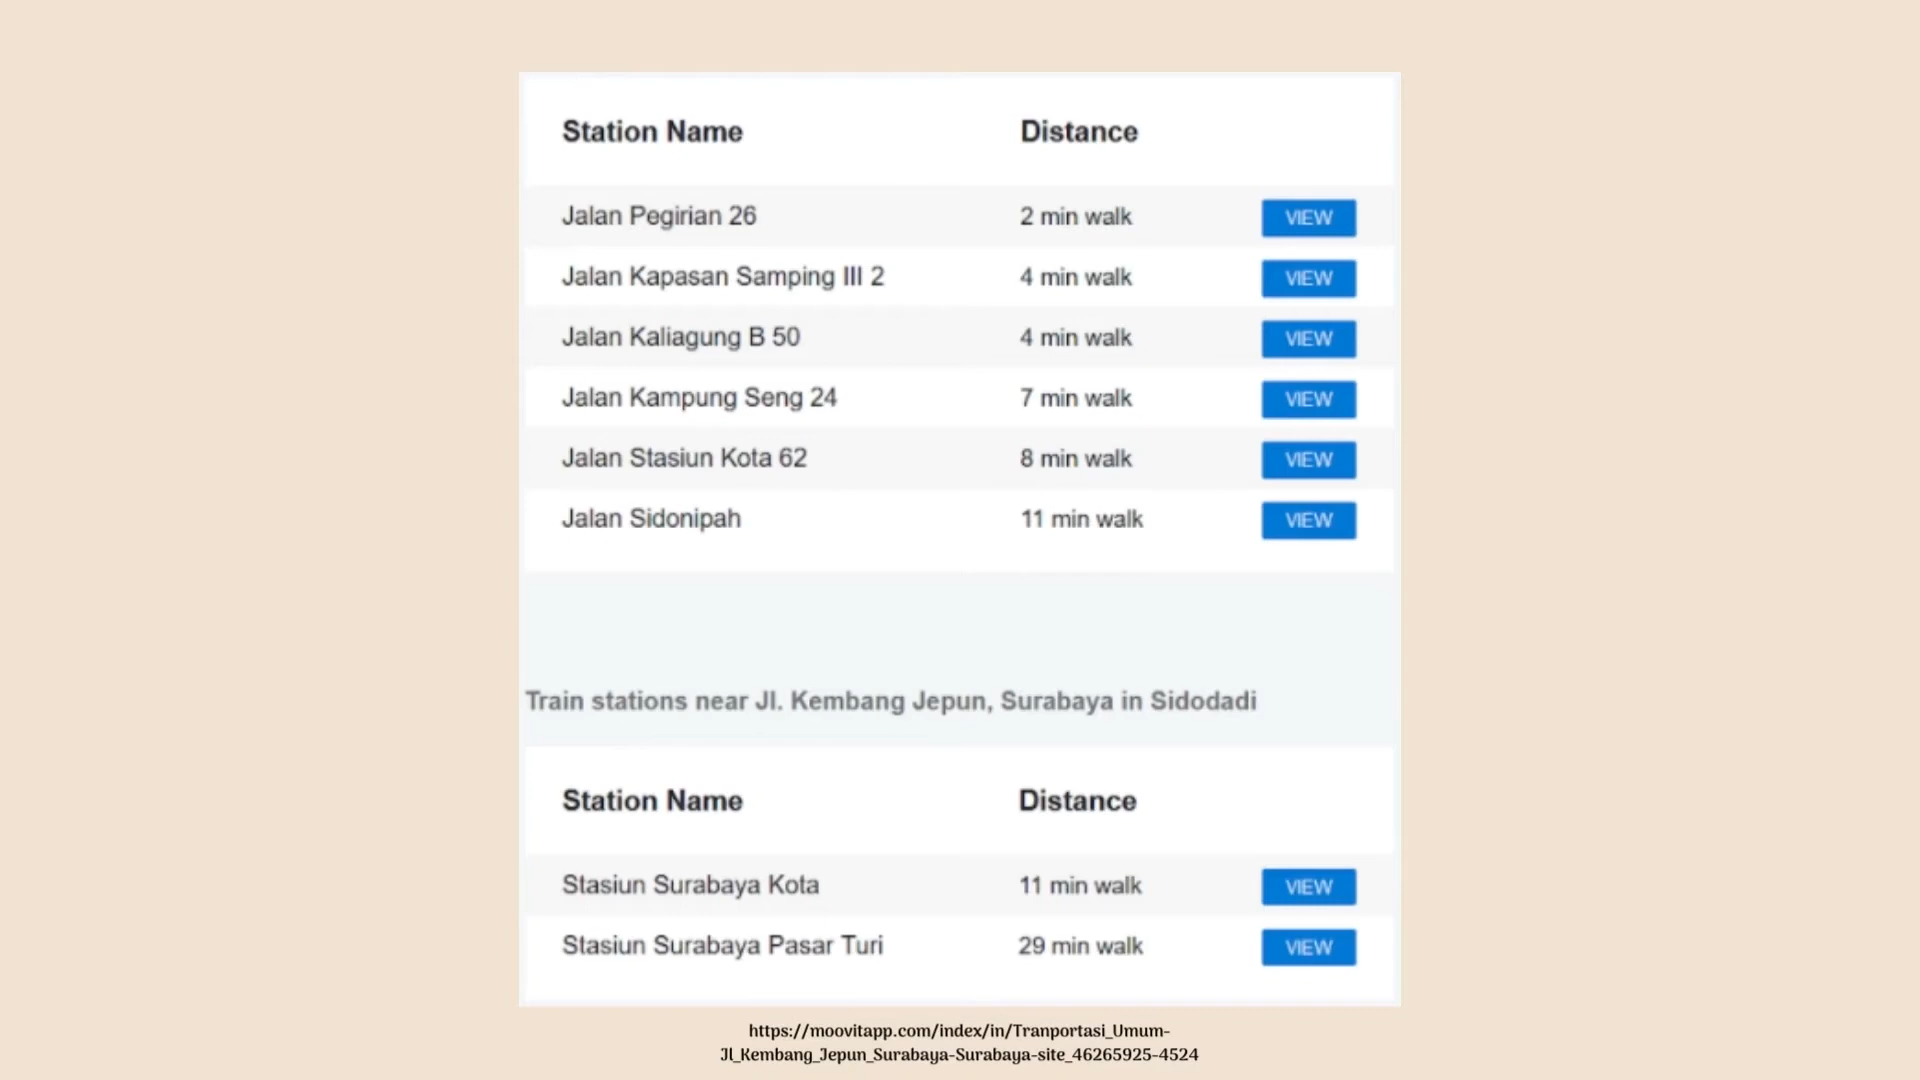 Station Name Distance
Jalan Pegirian 26 2 min walk VIEW
Jalan Kapasan Samping III 2 4 min walk VIEW
Jalan Kaliagung B 50 4 min walk VIEW
Jalan Kampung Seng 24 7 min walk VIEW
Jalan Stasiun Kota 62 8 min walk VIEW
Jalan Sidonipah 11 min walk VIEW
Train stations near Jl. Kembang Jepun, Surabaya in Sidodadi
Station Name Distance
Stasiun Surabaya Kota 11 min walk VIEW
Stasiun Surabaya Pasar Turi 29 min walk VIEW
https://moovitapp.com/index/in/Tranportasi_Umum-
Jl_Kembang_Jepun_Surabaya-Surabaya-site_46265925-4524